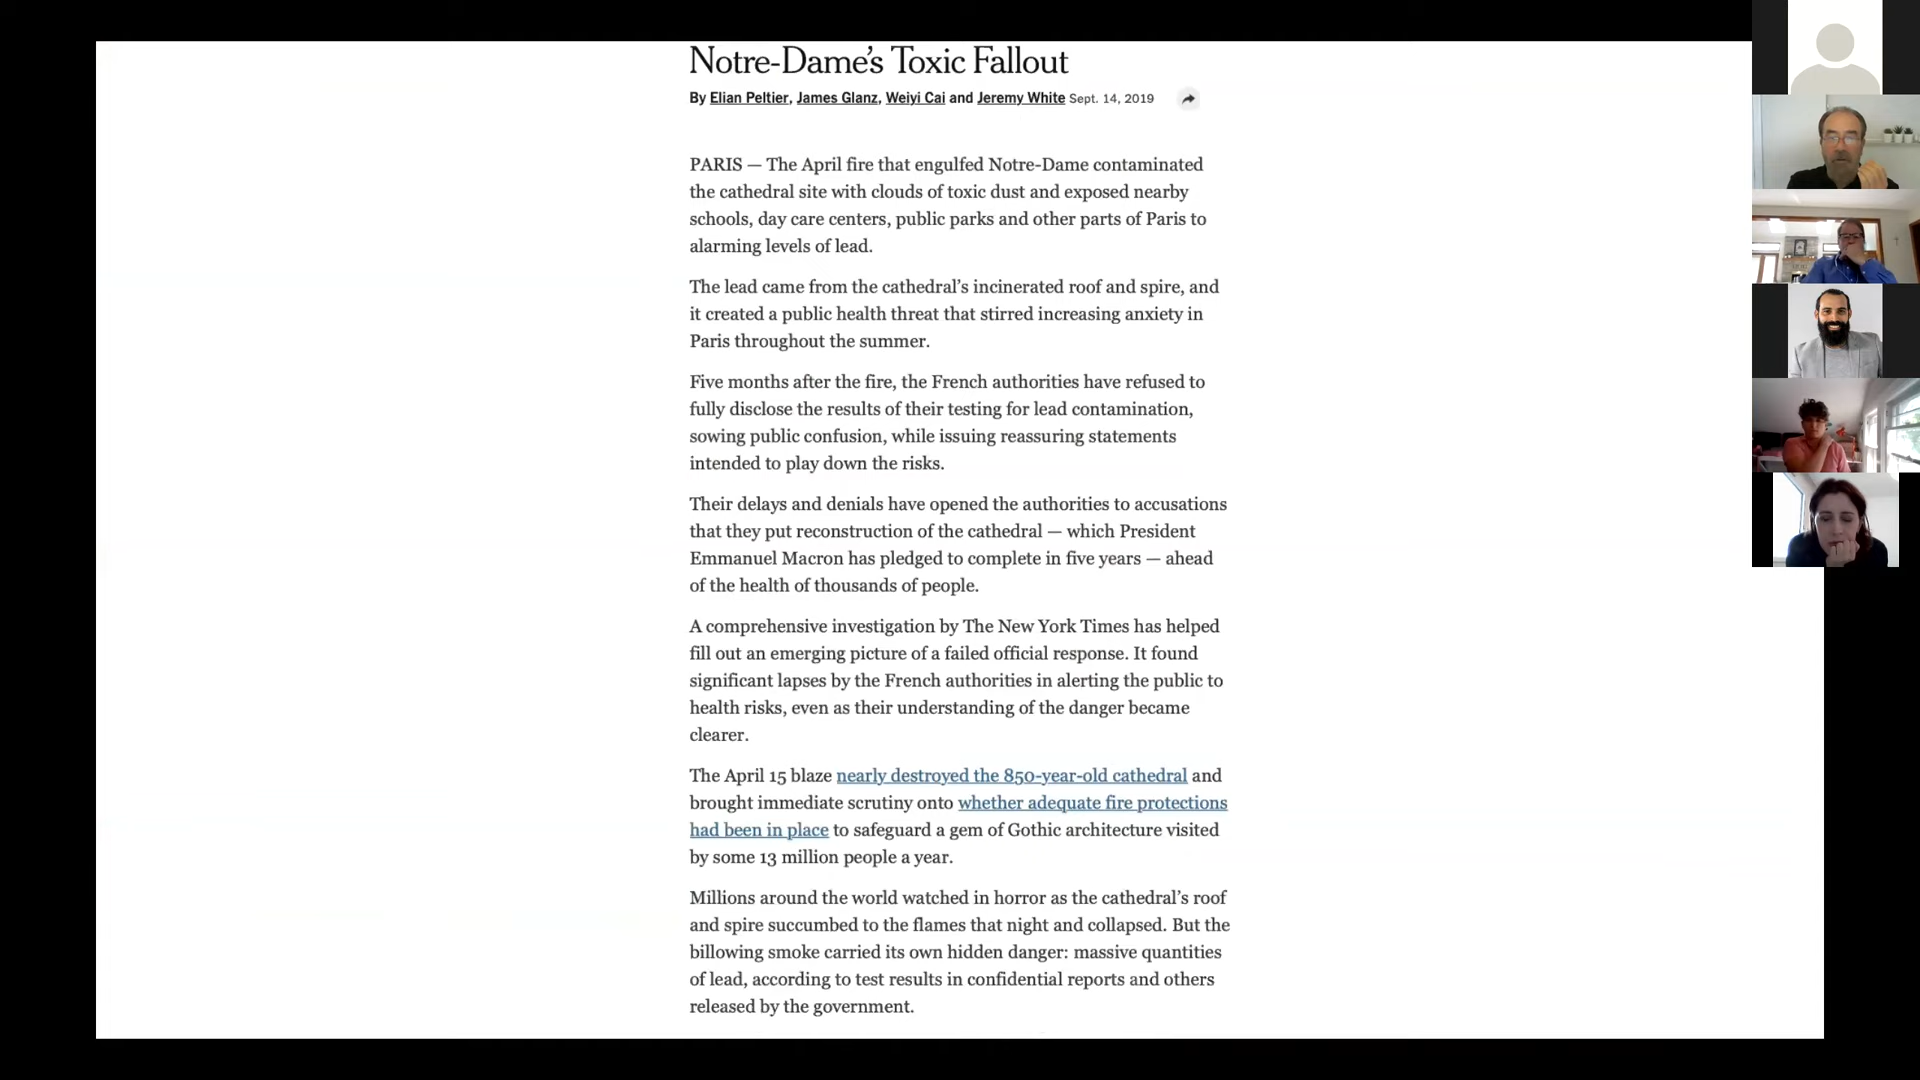 Notre-Dame’s Toxic Fallout
By Elian Peltier, James Glanz, Weiyi Cai and Jeremy White Sept. 14, 2019
PARIS — The April fire that engulfed Notre-Dame contaminated
the cathedral site with clouds of toxic dust and exposed nearby
schools, day care centers, public parks and other parts of Paris to
alarming levels of lead.
The lead came from the cathedral’s incinerated roof and spire, and
it created a public health threat that stirred increasing anxiety in
Paris throughout the summer.
Five months after the fire, the French authorities have refused to
fully disclose the results of their testing for lead contamination,
sowing public confusion, while issuing reassuring statements
intended to play down the risks.
Their delays and denials have opened the authorities to accusations
that they put reconstruction of the cathedral — which President
Emmanuel Macron has pledged to complete in five years — ahead
of the health of thousands of people.
A comprehensive investigation by The New York Times has helped
fill out an emerging picture of a failed official response. It found
significant lapses by the French authorities in alerting the public to
health risks, even as their understanding of the danger became
clearer.
The April 15 blaze nearly destroyed the 850-year-old cathedral and
brought immediate scrutiny onto whether adequate fire protections
had been in place to safeguard a gem of Gothic architecture visited
by some 13 million people a year.
Millions around the world watched in horror as the cathedral’s roof
and spire succumbed to the flames that night and collapsed. But the
billowing smoke carried its own hidden danger: massive quantities
of lead, according to test results in confidential reports and others
released by the government.